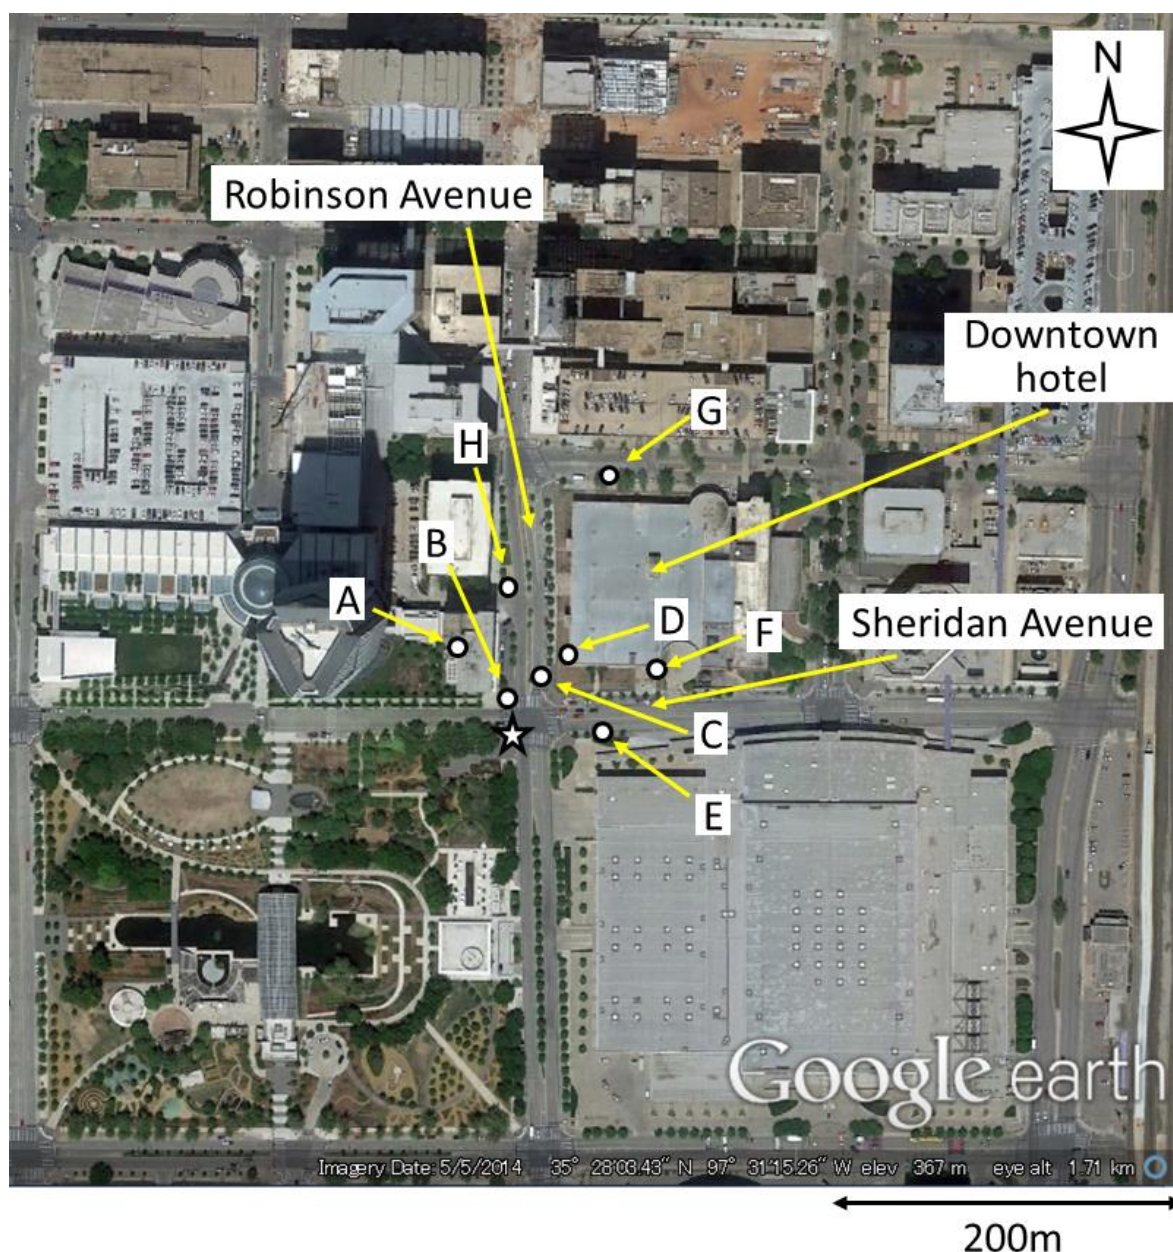 N
Robinson Avenue
Downtown
hotel
G
H
B
A
D
F
Sheridan Avenue
C
E
Google earth
Imagery Date: 5/5/2014 35° 28'03.43" N 97° 31'15.26" W elev 367 m eye alt 1.71 km
200m